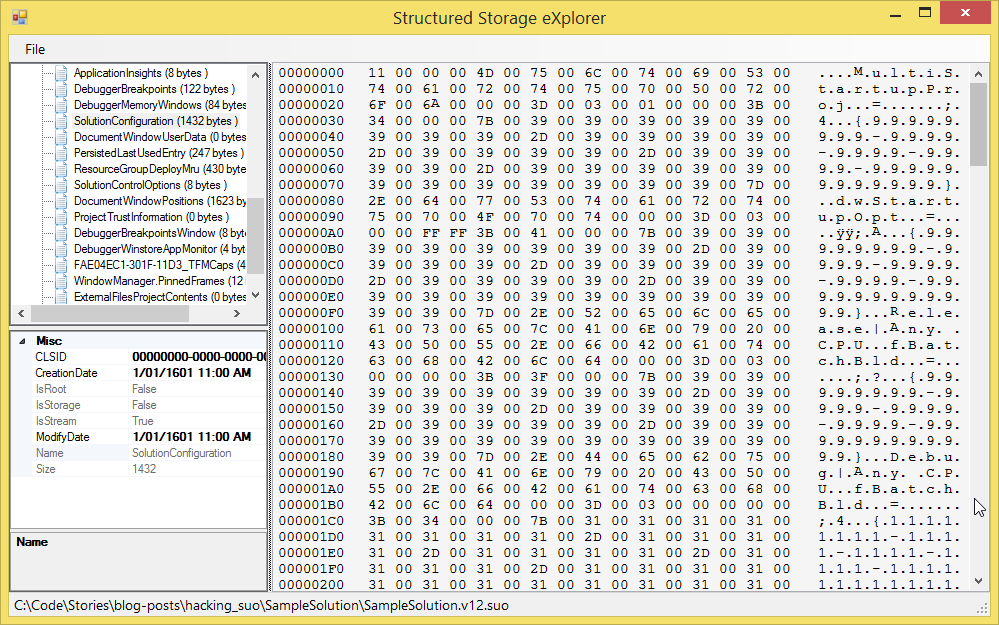 Structured Storage eXplorer
File
ApplicationInsights (8 bytes )
DebuggerBreakpoints (122 bytes )
DebuggerMemoryWindows (84 bytes
SolutionConfiguration (1432 bytes )
DocumentWindowUserData (0 bytes
PersistedLastUsedEntry (247 bytes )
ResourceGroupDeployMru (430 byte
SolutionControlOptions (8 bytes )
DocumentWindowPositions (1623 by
ProjectTrustInformation (0 bytes )
DebuggerBreakpointsWindow (8 byt
DebuggerWinstoreAppMonitor (4 byt
FAE04EC1-301F-11D3_TFMCaps (4
WindowManager.PinnedFrames (12
ExternalFilesProjectContents (0 bytes
Misc
CLSID 00000000-0000-0000-00
CreationDate 1/01/1601 11:00 AM
IsRoot False
IsStorage False
IsStream True
ModifyDate 1/01/1601 11:00 AM
Name SolutionConfiguration
Size 1432
Name
00000000 11 00 00 00 4D 00 75 00 6C 00 74 00 69 00 53 00 ....M.u.l.t.i.S.
00000010 74 00 61 00 72 00 74 00 75 00 70 00 50 00 72 00 t.a.r.t.u.p.P.r.
00000020 6F 00 6A 00 00 00 3D 00 03 00 01 00 00 00 3B 00 o.j...=.......;.
00000030 34 00 00 00 7B 00 39 00 39 00 39 00 39 00 39 00 4...{.9.9.9.9.9.
00000040 39 00 39 00 39 00 2D 00 39 00 39 00 39 00 39 00 9.9.9.-.9.9.9.9.
00000050 2D 00 39 00 39 00 39 00 39 00 2D 00 39 00 39 00 -.9.9.9.9.-.9.9.
00000060 39 00 39 00 2D 00 39 00 39 00 39 00 39 00 39 00 9.9.-.9.9.9.9.9.
00000070 39 00 39 00 39 00 39 00 39 00 39 00 39 00 7D 00 9.9.9.9.9.9.9.}.
00000080 2E 00 64 00 77 00 53 00 74 00 61 00 72 00 74 00 ..d.w.S.t.a.r.t.
00000090 75 00 70 00 4F 00 70 00 74 00 00 00 3D 00 03 00 u.p.O.p.t...=...
000000A0 00 00 FF FF 3B 00 41 00 00 00 7B 00 39 00 39 00 ..ÿÿ;.A...{.9.9.
000000B0 39 00 39 00 39 00 39 00 39 00 39 00 2D 00 39 00 9.9.9.9.9.9.-.9.
000000C0 39 00 39 00 39 00 2D 00 39 00 39 00 39 00 39 00 9.9.9.-.9.9.9.9.
000000D0 2D 00 39 00 39 00 39 00 39 00 2D 00 39 00 39 00 -.9.9.9.9.-.9.9.
000000E0 39 00 39 00 39 00 39 00 39 00 39 00 39 00 39 00 9.9.9.9.9.9.9.9.
000000F0 39 00 39 00 7D 00 2E 00 52 00 65 00 6C 00 65 00 9.9.}...R.e.l.e.
00000100 61 00 73 00 65 00 7C 00 41 00 6E 00 79 00 20 00 a.s.e.|.A.n.y. .
00000110 43 00 50 00 55 00 2E 00 66 00 42 00 61 00 74 00 C.P.U...f.B.a.t.
00000120 63 00 68 00 42 00 6C 00 64 00 00 00 3D 00 03 00 c.h.B.l.d...=...
00000130 00 00 00 00 3B 00 3F 00 00 00 7B 00 39 00 39 00 ....;.?...{.9.9.
00000140 39 00 39 00 39 00 39 00 39 00 39 00 2D 00 39 00 9.9.9.9.9.9.-.9.
00000150 39 00 39 00 39 00 2D 00 39 00 39 00 39 00 39 00 9.9.9.-.9.9.9.9.
00000160 2D 00 39 00 39 00 39 00 39 00 2D 00 39 00 39 00 -.9.9.9.9.-.9.9.
00000170 39 00 39 00 39 00 39 00 39 00 39 00 39 00 39 00 9.9.9.9.9.9.9.9.
00000180 39 00 39 00 7D 00 2E 00 44 00 65 00 62 00 75 00 9.9.}...D.e.b.u.
00000190 67 00 7C 00 41 00 6E 00 79 00 20 00 43 00 50 00 g.|.A.n.y. .C.P.
000001A0 55 00 2E 00 66 00 42 00 61 00 74 00 63 00 68 00 U...f.B.a.t.c.h.
000001B0 42 00 6C 00 64 00 00 00 3D 00 03 00 00 00 00 00 B.l.d...=.......
000001C0 3B 00 34 00 00 00 7B 00 31 00 31 00 31 00 31 00 ;.4...{.1.1.1.1.
000001D0 31 00 31 00 31 00 31 00 2D 00 31 00 31 00 31 00 1.1.1.1.-.1.1.1.
000001E0 31 00 2D 00 31 00 31 00 31 00 31 00 2D 00 31 00 1.-.1.1.1.1.-.1.
000001F0 31 00 31 00 31 00 2D 00 31 00 31 00 31 00 31 00 1.1.1.-.1.1.1.1.
00000200 31 00 31 00 31 00 31 00 31 00 31 00 31 00 31 00 1.1.1.1.1.1.1.1.
C:\Code\Stories\blog-posts\hacking_suo\SampleSolution\SampleSolution.v12.suo